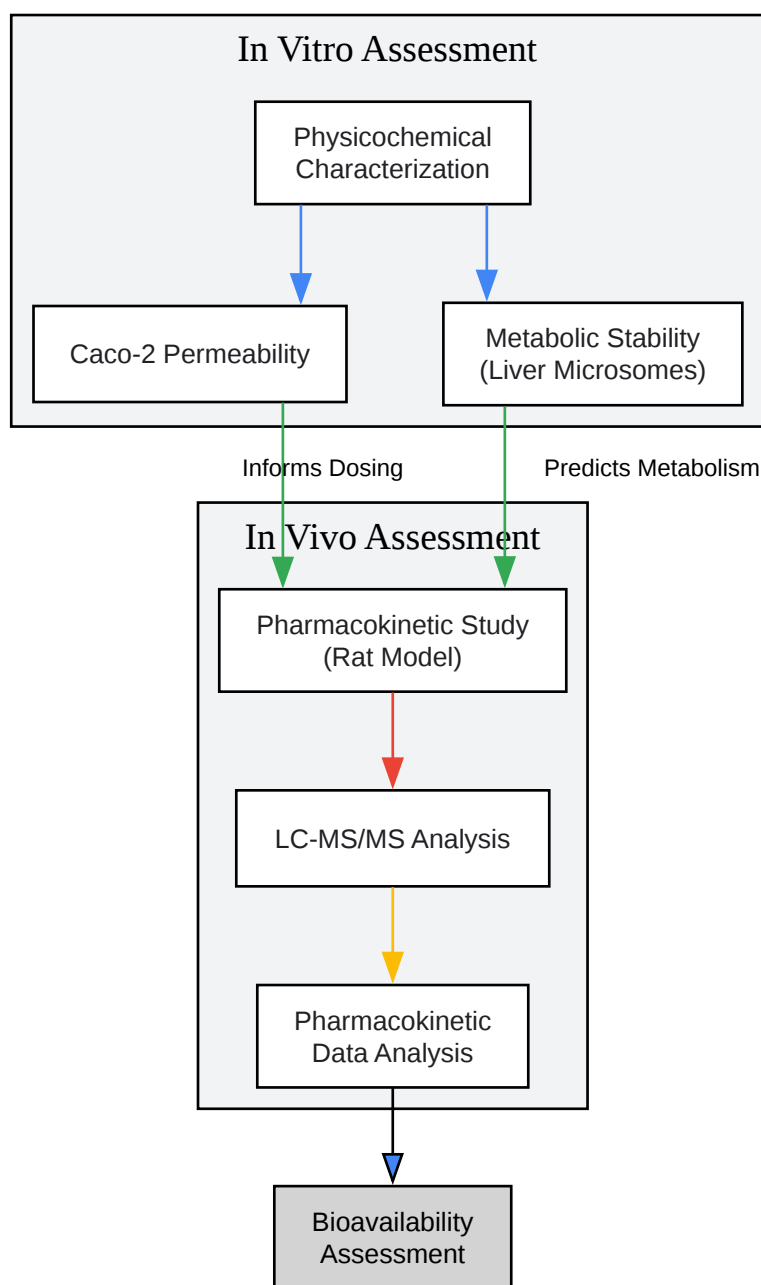 In Vitro Assessment
Physicochemical
Characterization
Caco-2 Permeability
Metabolic Stability
(Liver Microsomes)
Informs Dosing
Predicts Metabolism
In Vivo Assessment
Pharmacokinetic Study
(Rat Model)
LC-MS/MS Analysis
Pharmacokinetic
Data Analysis
Bioavailability
Assessment